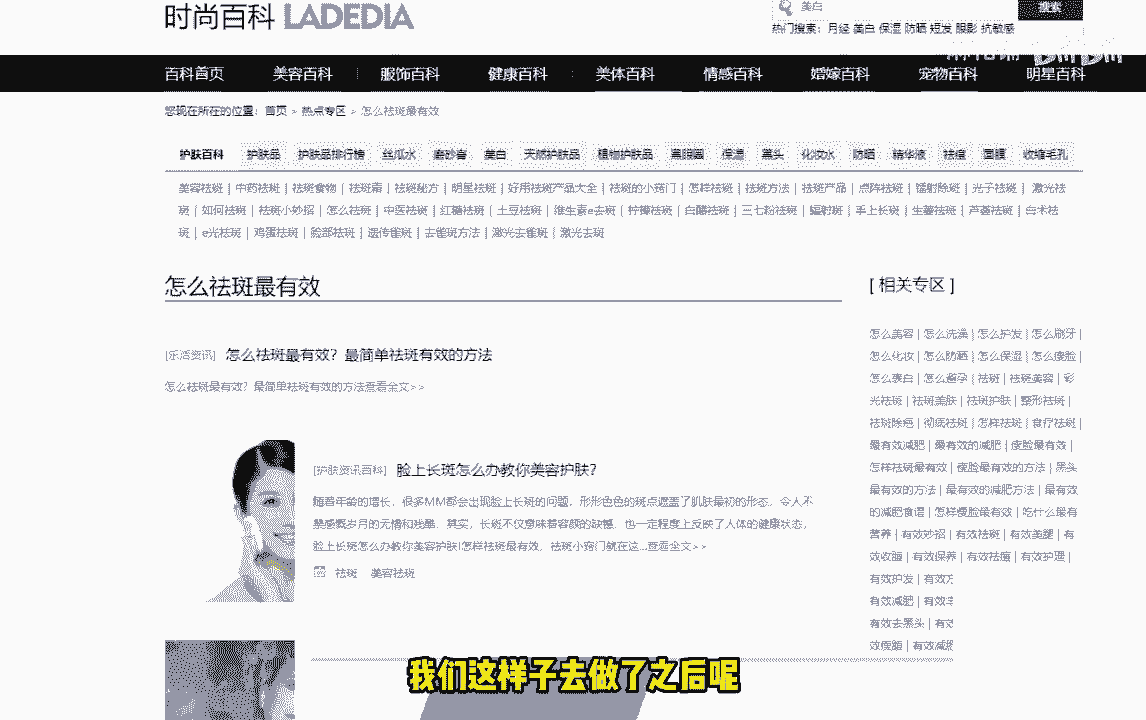 时尚百科 LADEDIA
美白 搜索
热门搜索：月经 美白 保湿 防晒 短发 眼影 抗敏感
百科首页 美容百科 服饰百科 健康百科 美体百科 情感百科 婚嫁百科 宠物百科 明星百科
您现在所在的位置：首页 > 热点专区 > 怎么祛斑最有效
护肤百科 护肤品 护肤品排行榜 丝瓜水 磨砂膏 美白 天然护肤品 植物护肤品 黑眼圈 保湿 黑头 化妆水 防晒 精华液 祛痘 面膜 收缩毛孔
美容祛斑 | 中药祛斑 | 祛斑食物 | 祛斑霜 | 祛斑秘方 | 明星祛斑 | 好用祛斑产品大全 | 祛斑的小窍门 | 怎样祛斑 | 祛斑方法 | 祛斑产品 | 点阵祛斑 | 镭射除斑 | 光子祛斑 | 激光祛
斑 | 如何祛斑 | 祛斑小妙招 | 怎么祛斑 | 中医祛斑 | 红糖祛斑 | 土豆祛斑 | 维生素e去斑 | 柠檬祛斑 | 白醋祛斑 | 三七粉祛斑 | 辐射斑 | 手上长斑 | 生姜祛斑 | 芦荟祛斑 | 白术祛
斑 | e光祛斑 | 鸡蛋祛斑 | 脸部祛斑 | 遗传雀斑 | 去雀斑方法 | 激光去雀斑 | 激光去斑
怎么祛斑最有效
[ 相关专区 ]
[乐活资讯] 怎么祛斑最有效？最简单祛斑有效的方法
怎么祛斑最有效？最简单祛斑有效的方法查看全文>>
[护肤资讯百科] 脸上长斑怎么办教你美容护肤?
随着年龄的增长，很多MM都会出现脸上长斑的问题，形形色色的斑点遮盖了肌肤最初的形态，令人不
禁感慨岁月的无情和残酷。其实，长斑不仅意味着容颜的缺憾，也一定程度上反映了人体的健康状态，
脸上长斑怎么办教你美容护肤!怎样祛斑最有效，祛斑小窍门就在这...查看全文>>
祛斑 美容祛斑
怎么美容 | 怎么洗澡 | 怎么护发 | 怎么刷牙 |
怎么化妆 | 怎么防晒 | 怎么保湿 | 怎么瘦脸 |
怎么美白 | 怎么避孕 | 祛斑 | 祛斑美容 | 彩
光祛斑 | 祛斑美肤 | 祛斑护肤 | 整形祛斑 |
祛斑除痘 | 彻底祛斑 | 怎样祛斑 | 食疗祛斑 |
最有效减肥 | 最有效的减肥 | 瘦脸最有效 |
怎样祛斑最有效 | 瘦脸最有效的方法 | 黑头
最有效的方法 | 最有效的减肥方法 | 最有效
的减肥食谱 | 怎样瘦脸最有效 | 吃什么最有
营养 | 有效妙招 | 有效祛斑 | 有效美腿 | 有
效收腹 | 有效保养 | 有效祛痘 | 有效护理 |
有效护发 | 有效
有效减肥 | 有效
有效去黑头 | 有
效瘦腿 | 有效减
我们这样子去做了之后呢